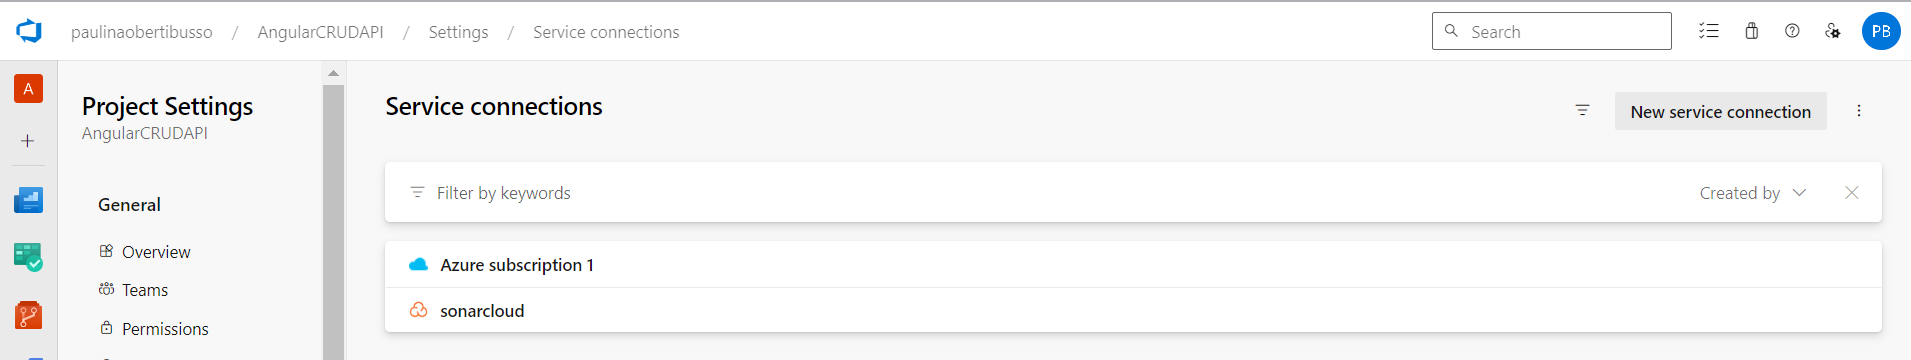 paulinaobertibusso / AngularCRUDAPI / Settings / Service connections
Search
PB
A
Project Settings
AngularCRUDAPI
General
Overview
Teams
Permissions
Service connections
New service connection
Filter by keywords
Created by
Azure subscription 1
sonarcloud